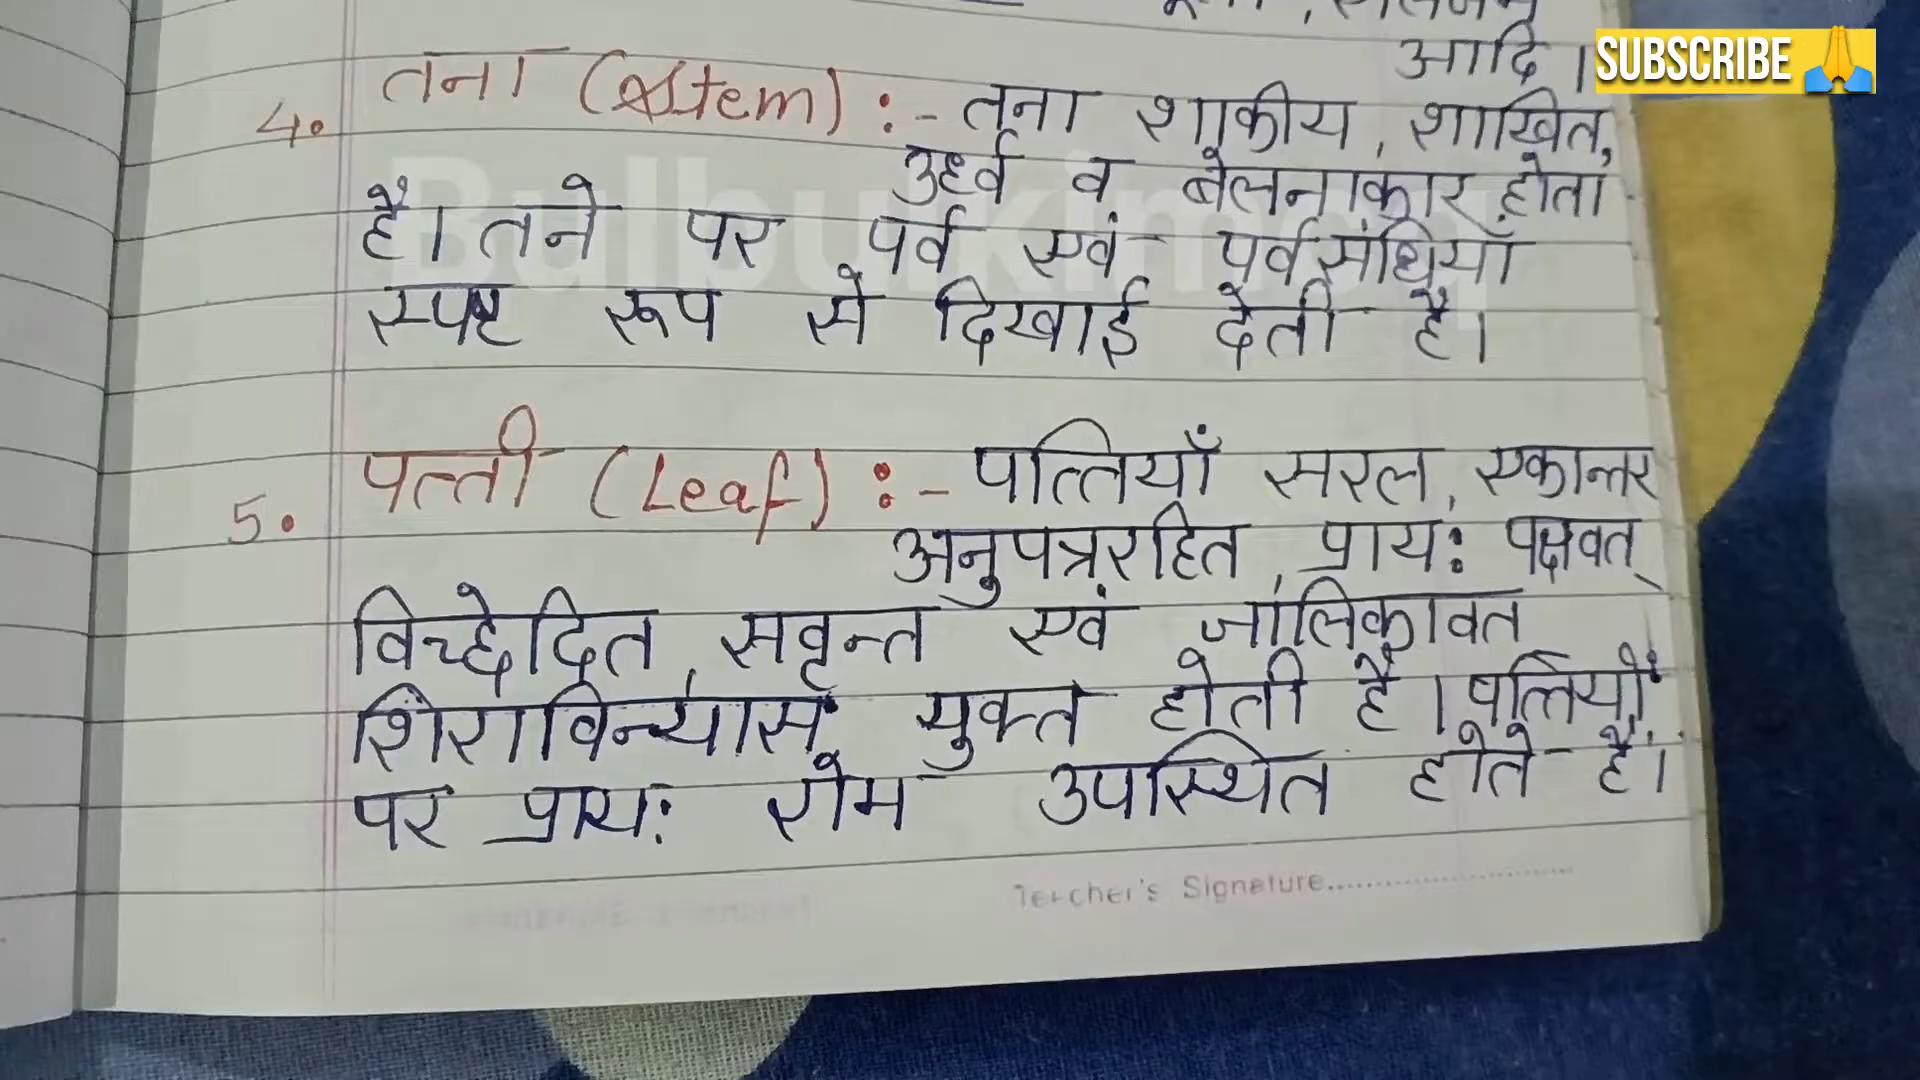 आदि ।
SUBSCRIBE
4. तना (Stem) :- तना शाकीय, शाखित,
उर्ध्व व बेलनाकार होता
है। तने पर पर्व एवं पर्वसंधियाँ
स्पष्ट रूप से दिखाई देती है।
5. पत्ती (Leaf) :- पत्तियाँ सरल, एकान्तर
अनुपत्ररहित, प्रायः पक्षवत्
विच्छेदित, सवृन्त एवं जालिकावत
शिराविन्यास युक्त होती है। पत्तियों
पर प्रायः रोम उपस्थित होते है।
Teacher's Signature